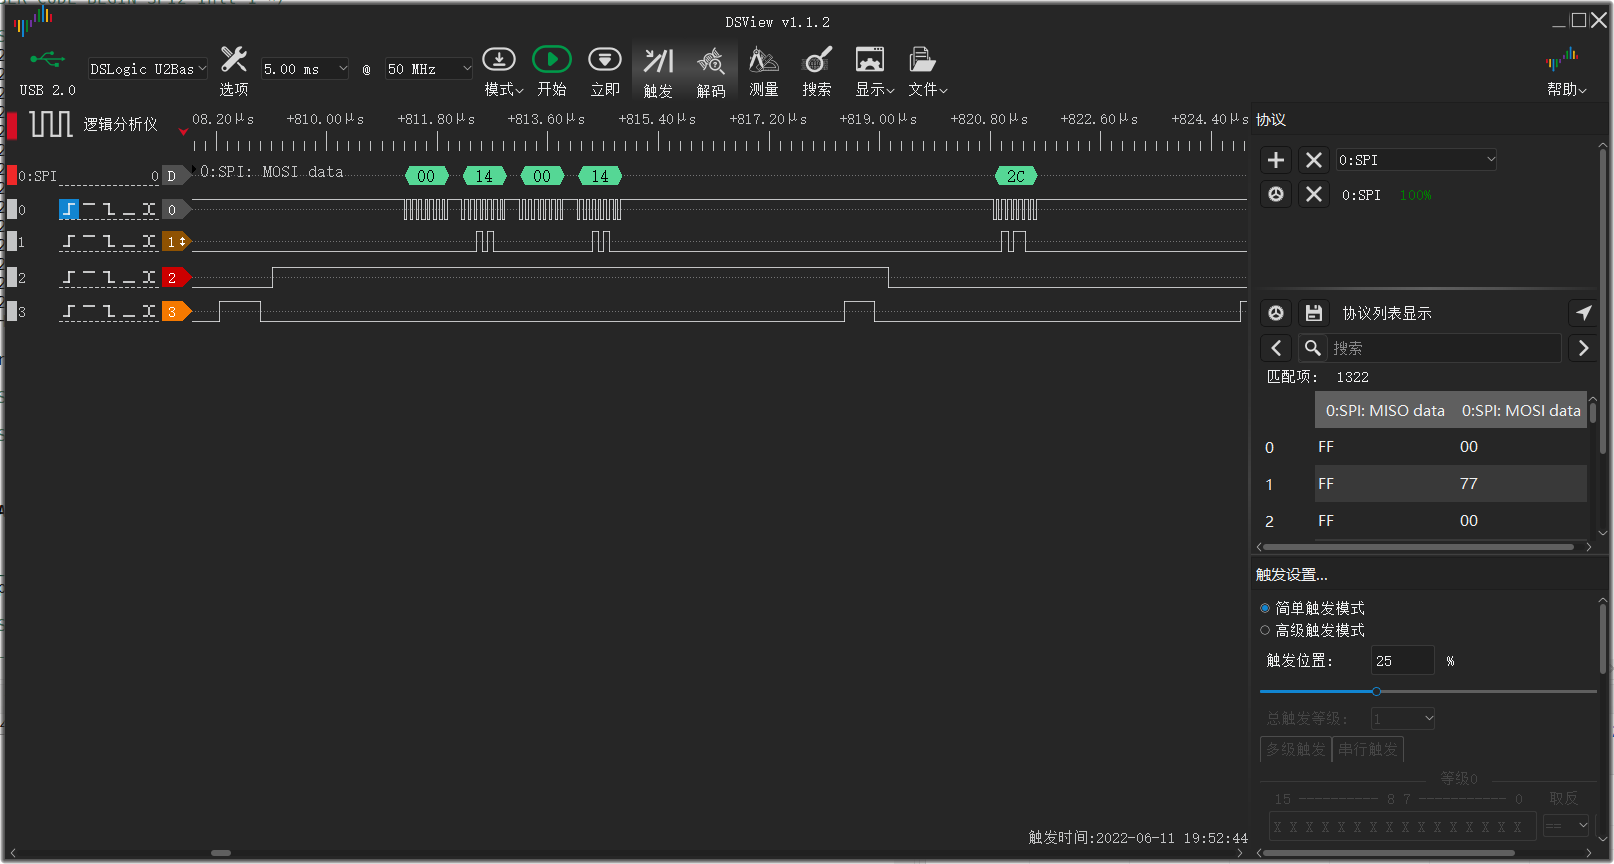 DSView v1.1.2
USB 2.0
DSLogic U2Bas
选项
5.00 ms
@
50 MHz
模式
开始
立即
触发
解码
测量
搜索
显示
文件
帮助
逻辑分析仪
08.20μs +810.00μs +811.80μs +813.60μs +815.40μs +817.20μs +819.00μs +820.80μs +822.60μs +824.40μs
0:SPI 0 D 0:SPI: MOSI data 00 14 00 14 2C
0 0
1 1
2 2
3 3
触发时间:2022-06-11 19:52:44
协议
0:SPI
0:SPI 100%
协议列表显示
搜索
匹配项: 1322
0:SPI: MISO data 0:SPI: MOSI data
0 FF 00
1 FF 77
2 FF 00
触发设置...
简单触发模式
高级触发模式
触发位置: 25 %
总触发等级: 1
多级触发 串行触发
等级0
15 ---------- 8 7 ----------- 0 取反
X X X X X X X X X X X X X X X X ==